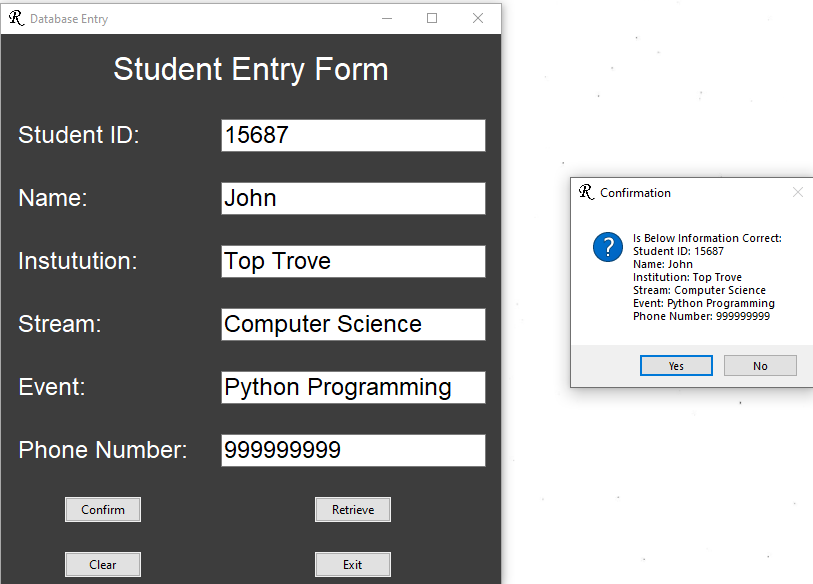 Database Entry
Student Entry Form
Student ID: 15687
Name: John
Instutution: Top Trove
Stream: Computer Science
Event: Python Programming
Phone Number: 999999999
Confirm Retrieve
Clear Exit
Confirmation
Is Below Information Correct:
Student ID: 15687
Name: John
Institution: Top Trove
Stream: Computer Science
Event: Python Programming
Phone Number: 999999999
Yes No